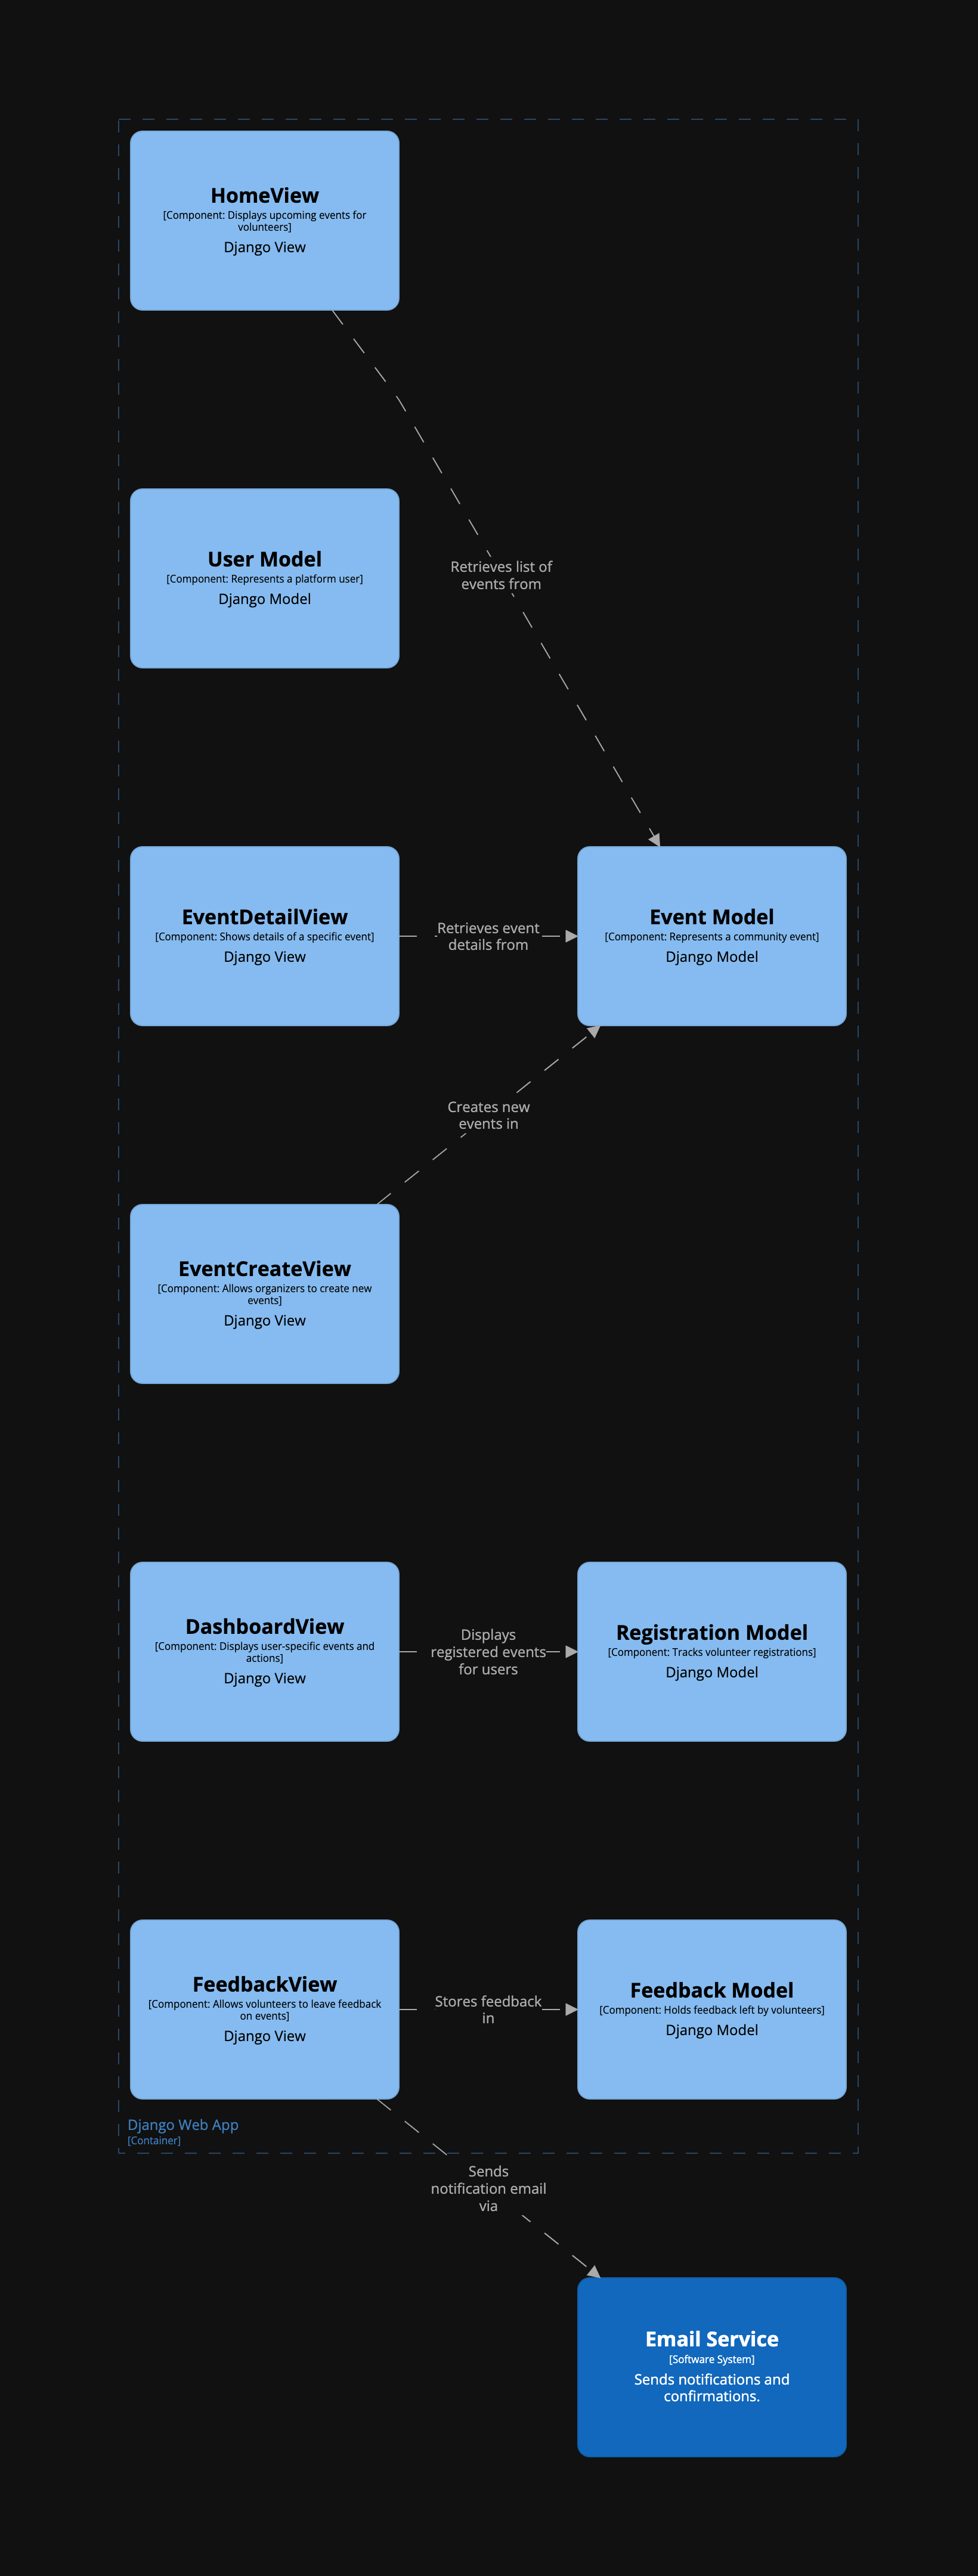 HomeView
[Component: Displays upcoming events for
volunteers]
Django View
User Model
[Component: Represents a platform user]
Django Model
Retrieves list of
events from
EventDetailView
[Component: Shows details of a specific event]
Django View
Retrieves event
details from
Event Model
[Component: Represents a community event]
Django Model
Creates new
events in
EventCreateView
[Component: Allows organizers to create new
events]
Django View
DashboardView
[Component: Displays user-specific events and
actions]
Django View
Displays
registered events
for users
Registration Model
[Component: Tracks volunteer registrations]
Django Model
FeedbackView
[Component: Allows volunteers to leave feedback
on events]
Django View
Stores feedback
in
Feedback Model
[Component: Holds feedback left by volunteers]
Django Model
Django Web App
[Container]
Sends
notification email
via
Email Service
[Software System]
Sends notifications and
confirmations.